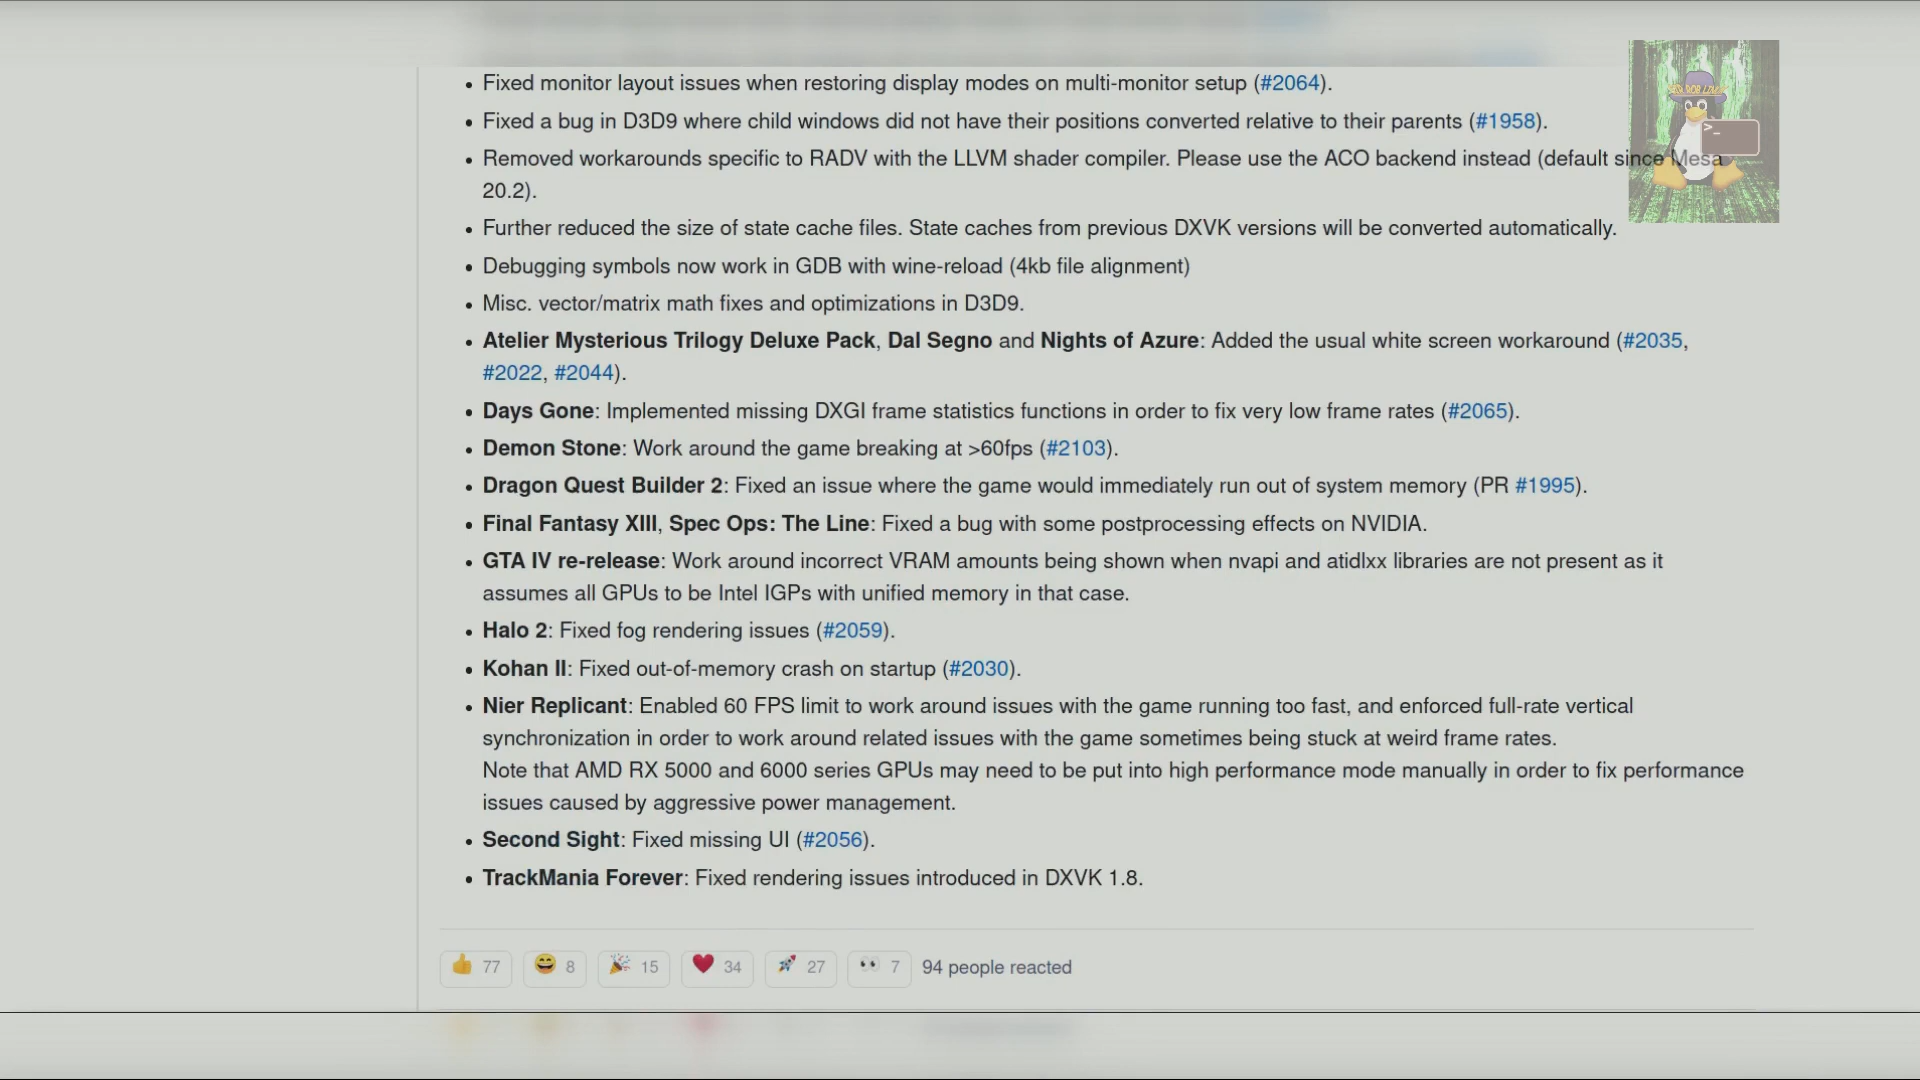 Fixed monitor layout issues when restoring display modes on multi-monitor setup (#2064).
Fixed a bug in D3D9 where child windows did not have their positions converted relative to their parents (#1958).
Removed workarounds specific to RADV with the LLVM shader compiler. Please use the ACO backend instead (default since Mesa
20.2).
Further reduced the size of state cache files. State caches from previous DXVK versions will be converted automatically.
Debugging symbols now work in GDB with wine-reload (4kb file alignment)
Misc. vector/matrix math fixes and optimizations in D3D9.
Atelier Mysterious Trilogy Deluxe Pack, Dal Segno and Nights of Azure: Added the usual white screen workaround (#2035,
#2022, #2044).
Days Gone: Implemented missing DXGI frame statistics functions in order to fix very low frame rates (#2065).
Demon Stone: Work around the game breaking at >60fps (#2103).
Dragon Quest Builder 2: Fixed an issue where the game would immediately run out of system memory (PR #1995).
Final Fantasy XIII, Spec Ops: The Line: Fixed a bug with some postprocessing effects on NVIDIA.
GTA IV re-release: Work around incorrect VRAM amounts being shown when nvapi and atidlxx libraries are not present as it
assumes all GPUs to be Intel IGPs with unified memory in that case.
Halo 2: Fixed fog rendering issues (#2059).
Kohan II: Fixed out-of-memory crash on startup (#2030).
Nier Replicant: Enabled 60 FPS limit to work around issues with the game running too fast, and enforced full-rate vertical
synchronization in order to work around related issues with the game sometimes being stuck at weird frame rates.
Note that AMD RX 5000 and 6000 series GPUs may need to be put into high performance mode manually in order to fix performance
issues caused by aggressive power management.
Second Sight: Fixed missing UI (#2056).
TrackMania Forever: Fixed rendering issues introduced in DXVK 1.8.
77 8 15 34 27 7 94 people reacted